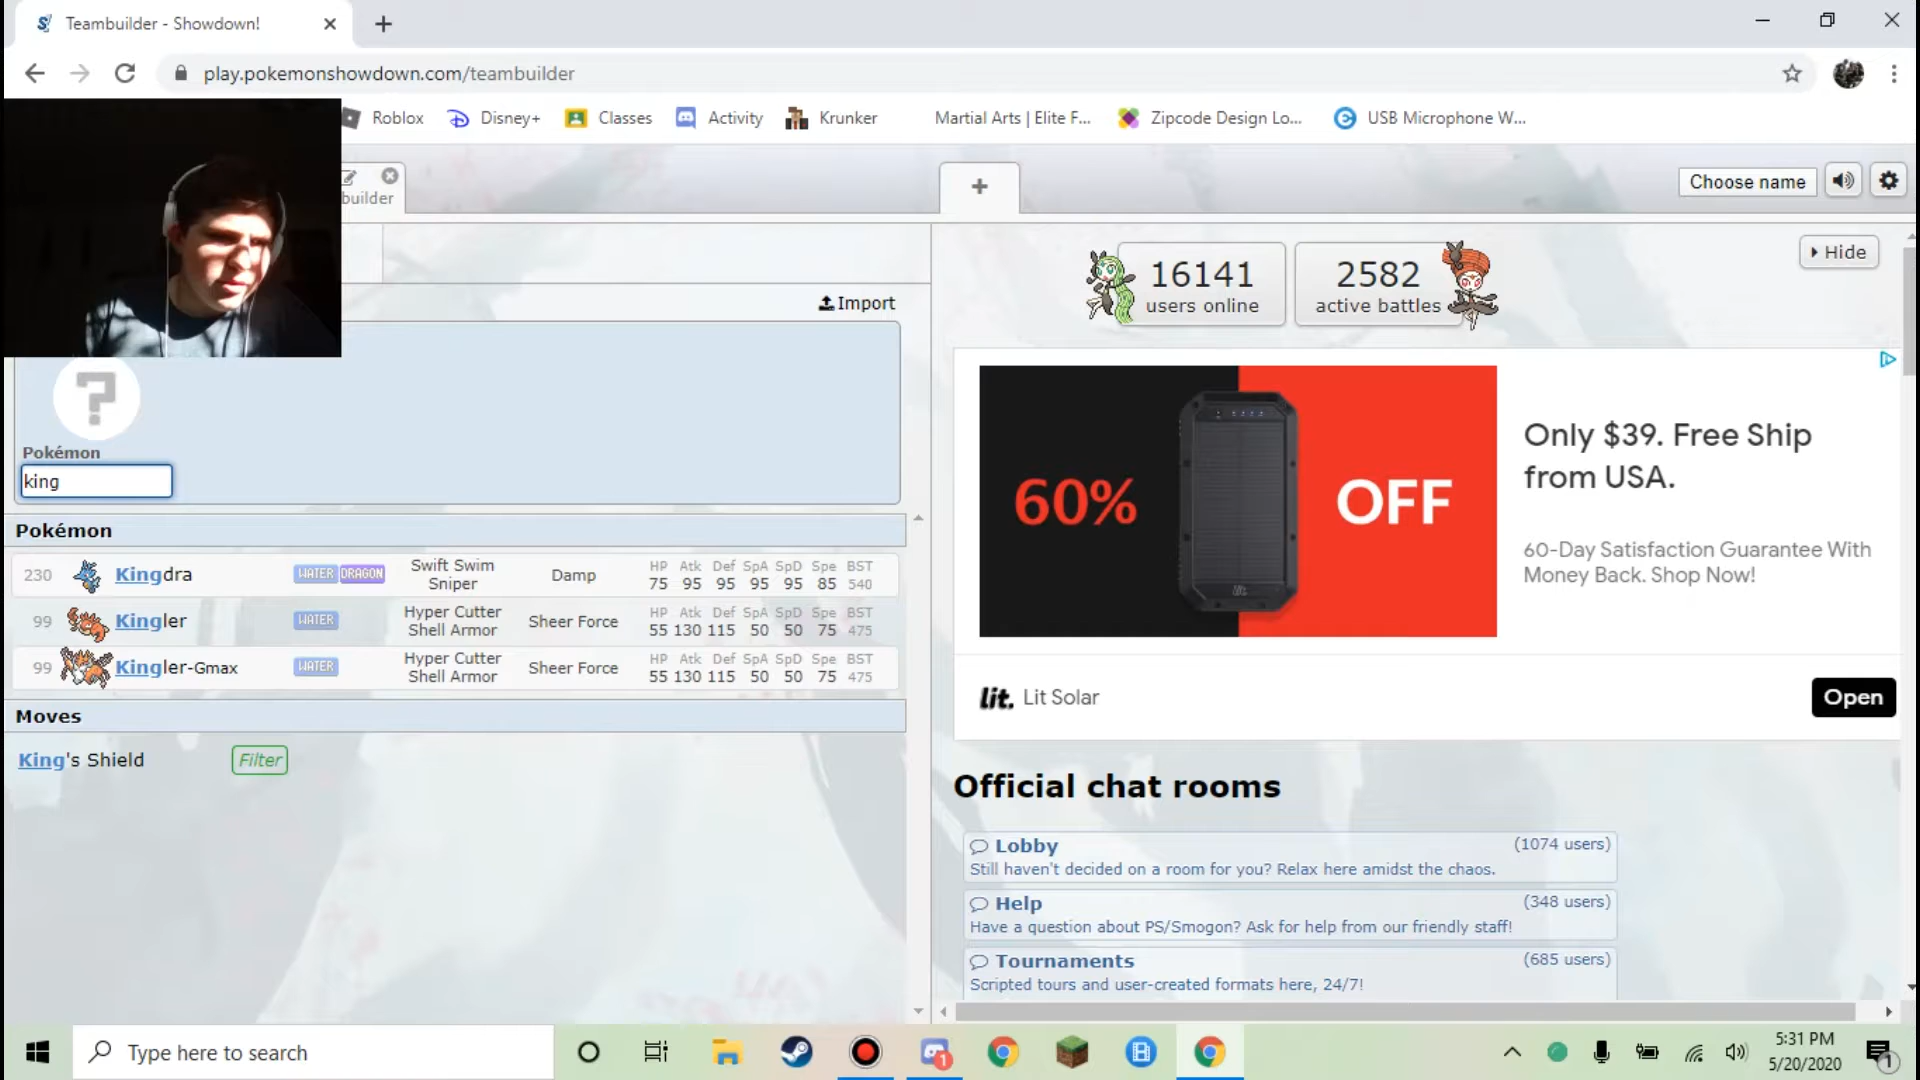 Teambuilder - Showdown!
play.pokemonshowdown.com/teambuilder
Roblox
Disney+
Classes
Activity
Krunker
Martial Arts | Elite F...
Zipcode Design Lo...
USB Microphone W...
builder
+
Choose name
16141
users online
2582
active battles
Hide
Import
?
Pokémon
king
Pokémon
230 Kingdra WATER DRAGON Swift Swim Sniper Damp HP 75 Atk 95 Def 95 SpA 95 SpD 95 Spe 85 BST 540
99 Kingler WATER Hyper Cutter Shell Armor Sheer Force HP 55 Atk 130 Def 115 SpA 50 SpD 50 Spe 75 BST 475
99 Kingler-Gmax WATER Hyper Cutter Shell Armor Sheer Force HP 55 Atk 130 Def 115 SpA 50 SpD 50 Spe 75 BST 475
Moves
King's Shield Filter
60% OFF
lit
Only $39. Free Ship
from USA.
60-Day Satisfaction Guarantee With
Money Back. Shop Now!
lit. Lit Solar
Open
Official chat rooms
Lobby (1074 users)
Still haven't decided on a room for you? Relax here amidst the chaos.
Help (348 users)
Have a question about PS/Smogon? Ask for help from our friendly staff!
Tournaments (685 users)
Scripted tours and user-created formats here, 24/7!
Type here to search
1
5:31 PM
5/20/2020
1